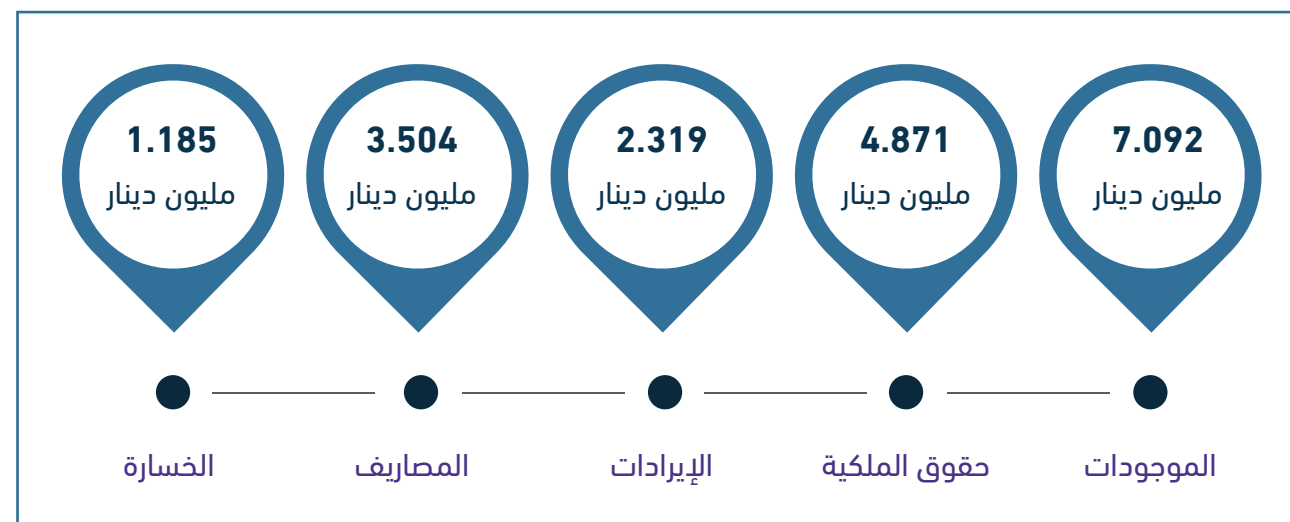 7.092
مليون دينار
الموجودات
4.871
مليون دينار
حقوق الملكية
2.319
مليون دينار
الإيرادات
3.504
مليون دينار
المصاريف
1.185
مليون دينار
الخسارة